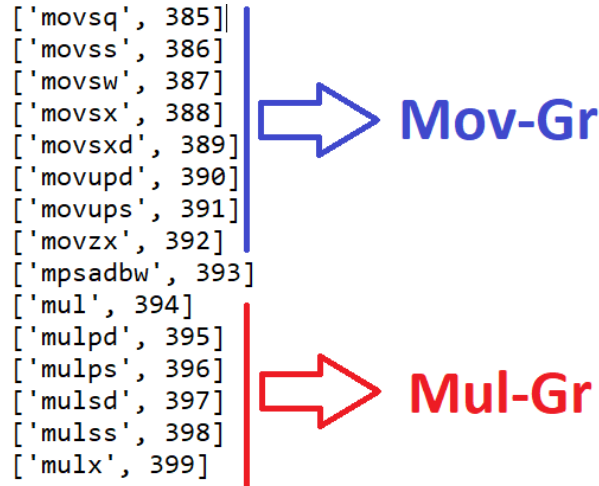 ['movsq', 385]
['movss', 386]
['movsw', 387]
['movsx', 388]
['movsxd', 389]
['movupd', 390]
['movups', 391]
['movzx', 392]
['mpsadbw', 393]
['mul', 394]
['mulpd', 395]
['mulps', 396]
['mulsd', 397]
['mulss', 398]
['mulx', 399]
Mov-Gr
Mul-Gr